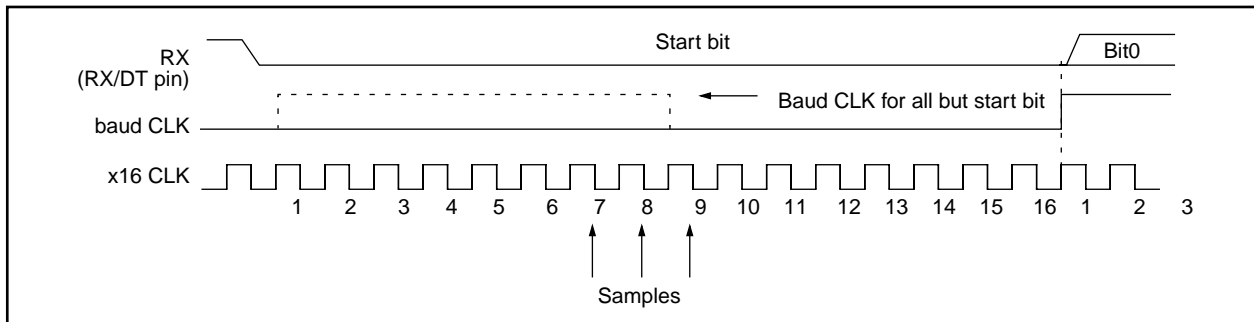 Start bit
RX
(RX/DT pin)
Bit0
Baud CLK for all but start bit
baud CLK
x16 CLK
1 2 3 4 5 6 7 8 9 10 11 12 13 14 15 16 1 2 3
Samples